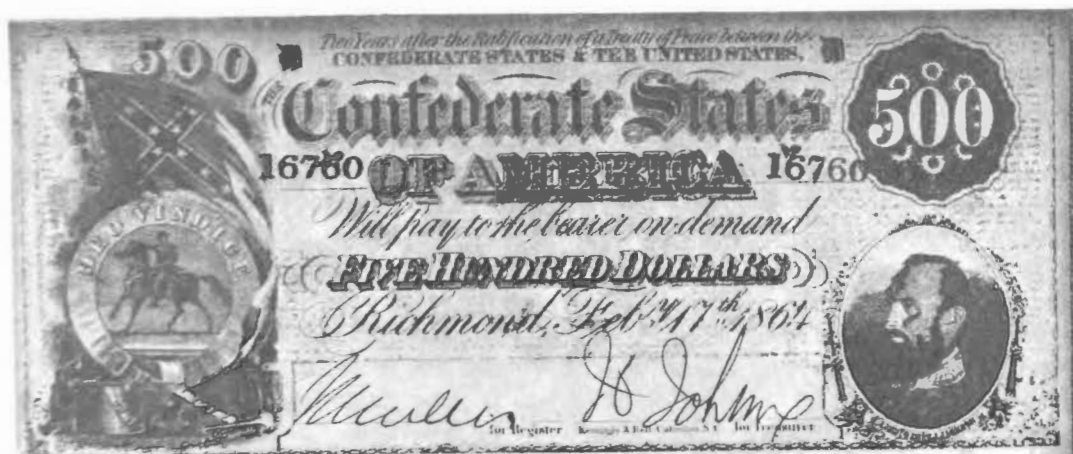 500
Two Years after the Ratification of a Treaty of Peace between the
CONFEDERATE STATES & THE UNITED STATES,
THE
Confederate States
500
16760 OF AMERICA 16760
Will pay to the bearer on demand
FIVE HUNDRED DOLLARS
Richmond, Feby. 17th 1864
VINDICE
for Register
for Treasurer